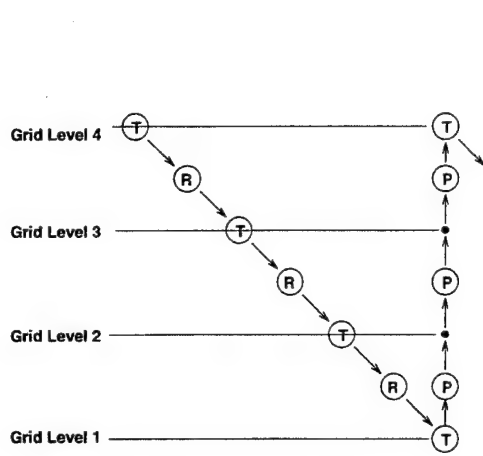 Grid Level 4 T T
R P
Grid Level 3 T
R P
Grid Level 2 T
R P
Grid Level 1 T